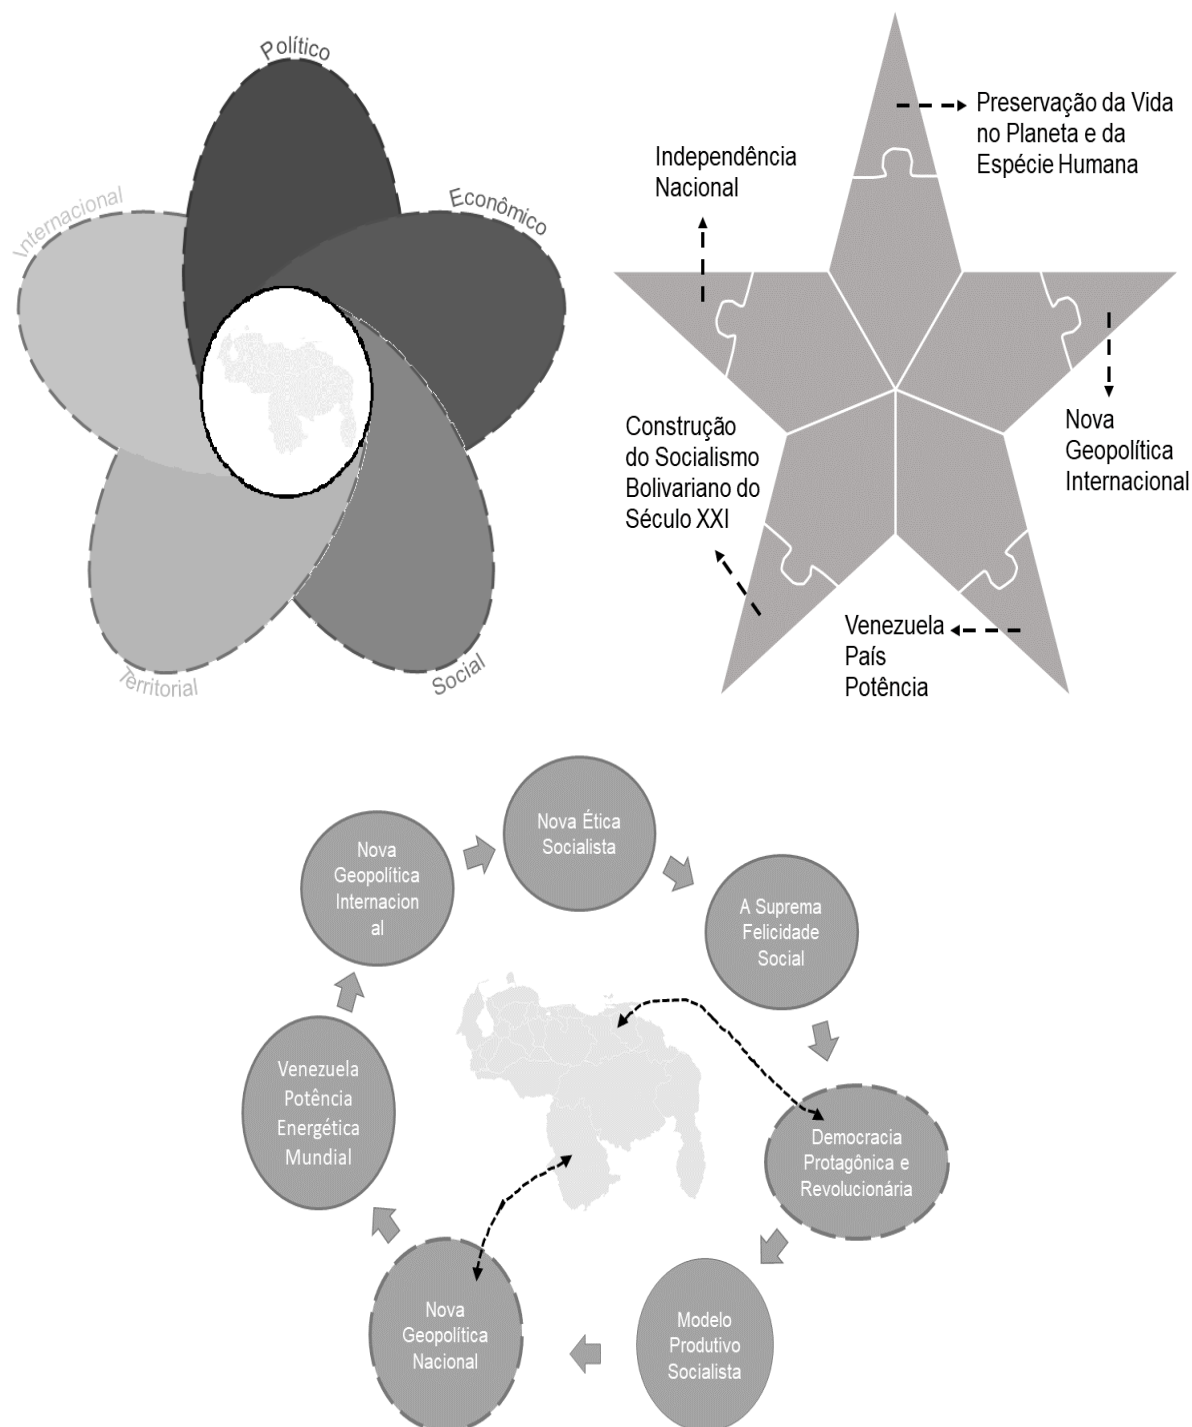 Político
Econômico
Internacional
Territorial
Social
Preservação da Vida
no Planeta e da
Espécie Humana
Independência
Nacional
Nova
Geopolítica
Internacional
Construção
do Socialismo
Bolivariano do
Século XXI
Venezuela
País
Potência
Nova Ética
Socialista
A Suprema
Felicidade
Social
Democracia
Protagônica e
Revolucionária
Modelo
Produtivo
Socialista
Nova
Geopolítica
Nacional
Venezuela
Potência
Energética
Mundial
Nova
Geopolítica
Internacion
al